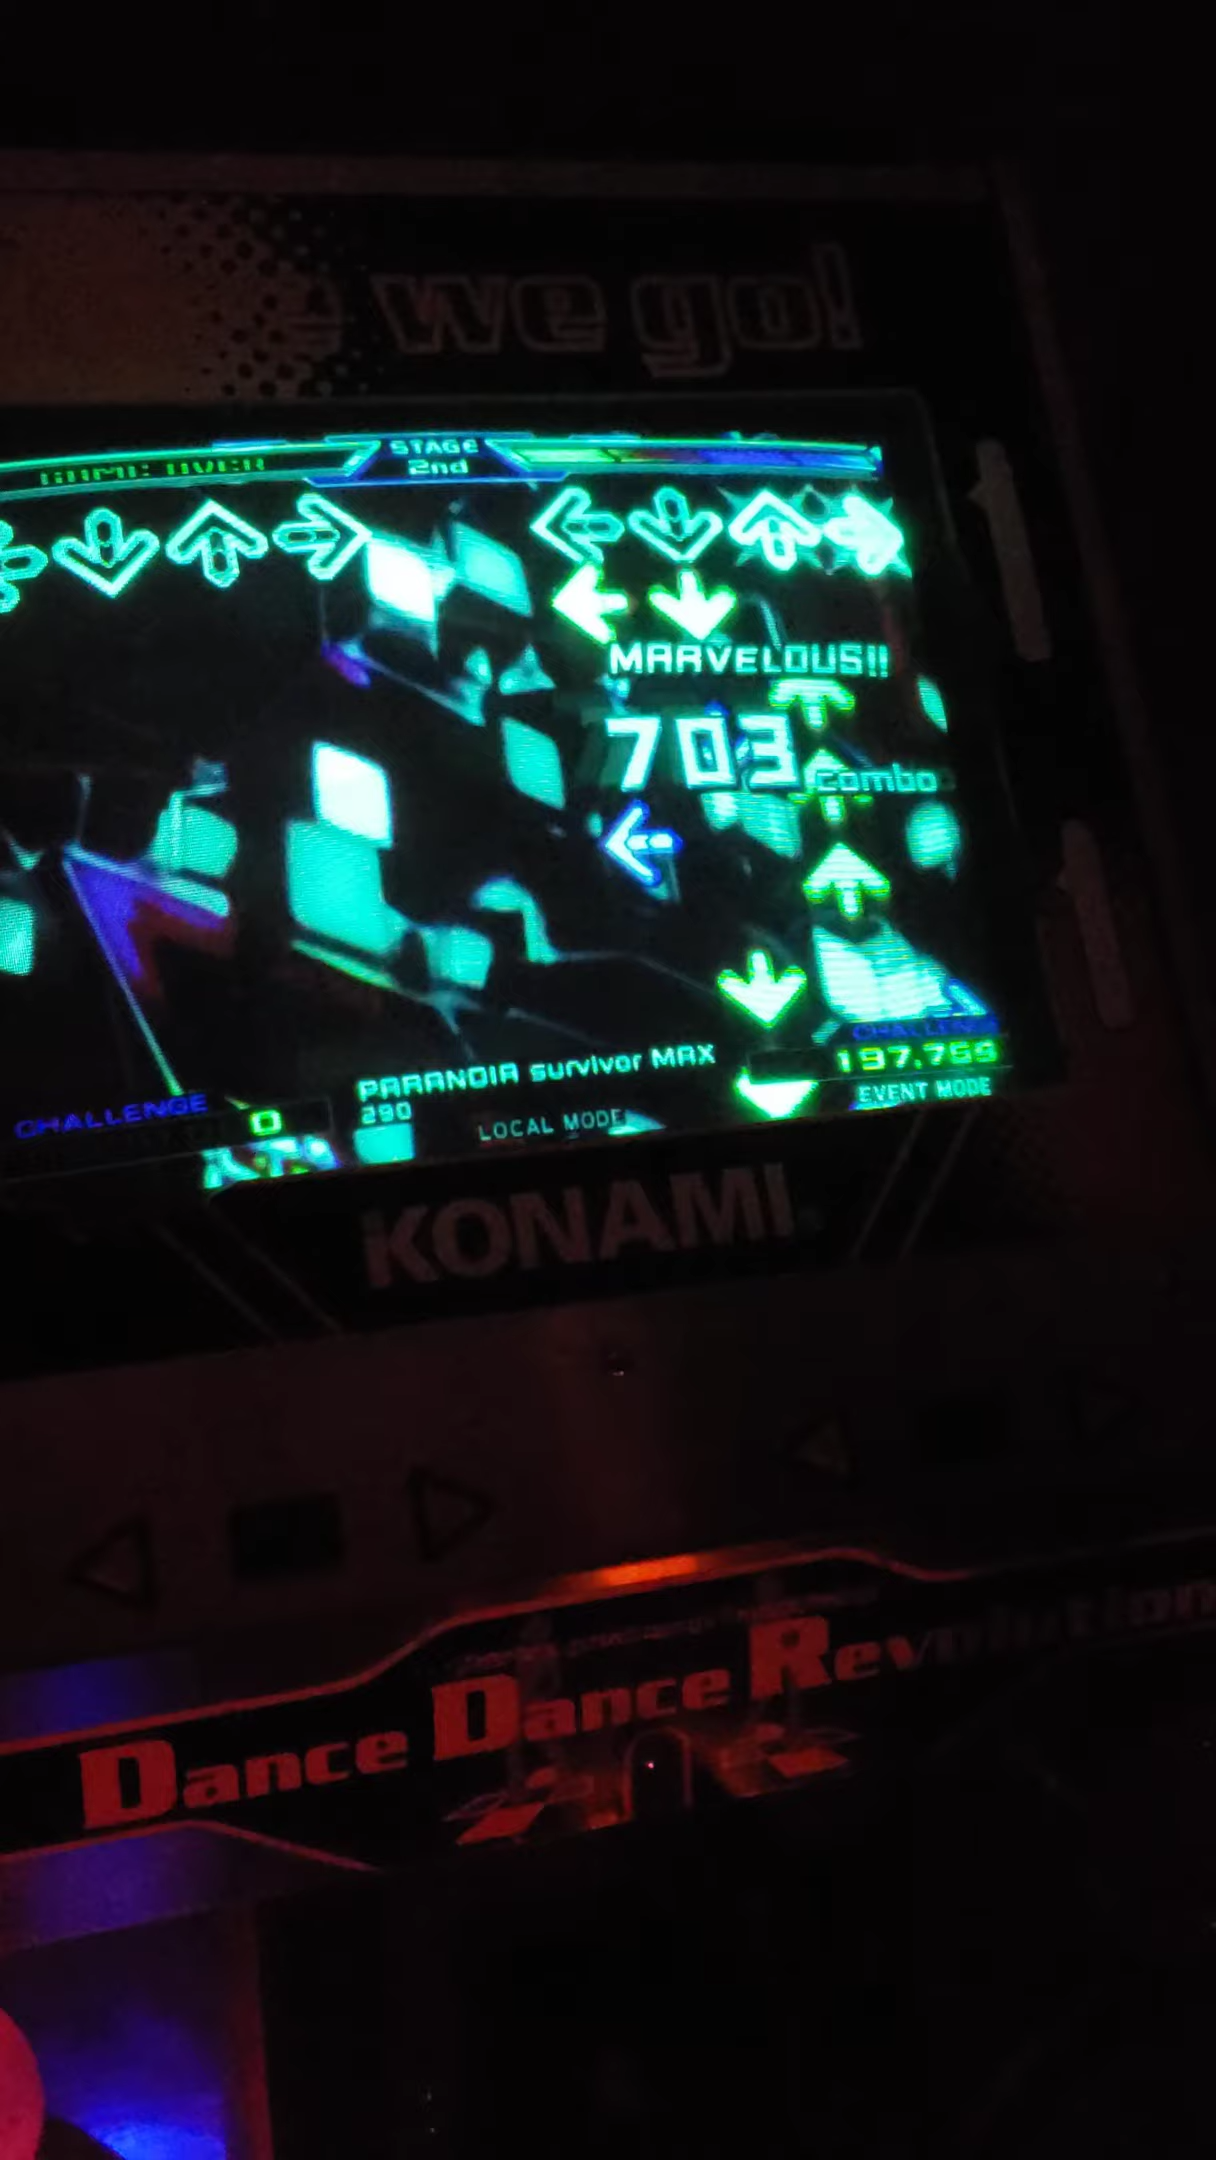 we go!
GAME OVER
STAGE
2nd
MARVELOUS!!
703 combo
CHALLENGE
197,759
EVENT MODE
PARANOIA survivor MAX
290
LOCAL MODE
CHALLENGE
0
KONAMI
Dance Dance Revolution